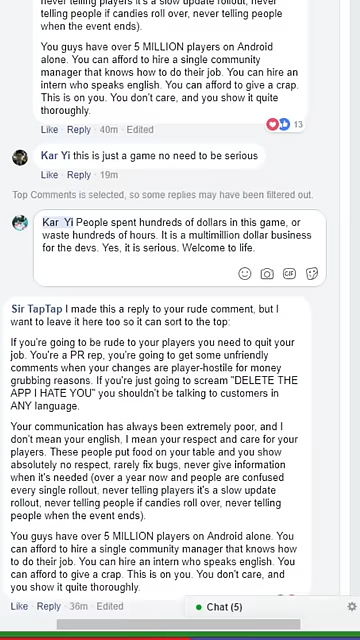 never telling players it's a slow update rollout, never
telling people if candies roll over, never telling people
when the event ends).
You guys have over 5 MILLION players on Android
alone. You can afford to hire a single community
manager that knows how to do their job. You can hire an
intern who speaks english. You can afford to give a crap.
This is on you. You don't care, and you show it quite
thoroughly.
Like · Reply · 40m · Edited
13
Kar Yi this is just a game no need to be serious
Like · Reply · 19m
Top Comments is selected, so some replies may have been filtered out.
Kar Yi People spent hundreds of dollars in this game, or
waste hundreds of hours. It is a multimillion dollar business
for the devs. Yes, it is serious. Welcome to life.
GIF
Sir TapTap I made this a reply to your rude comment, but I
want to leave it here too so it can sort to the top:
If you're going to be rude to your players you need to quit your
job. You're a PR rep, you're going to get some unfriendly
comments when your changes are player-hostile for money
grubbing reasons. If you're just going to scream "DELETE THE
APP I HATE YOU" you shouldn't be talking to customers in
ANY language.
Your communication has always been extremely poor, and I
don't mean your english, I mean your respect and care for your
players. These people put food on your table and you show
absolutely no respect, rarely fix bugs, never give information
when it's needed (over a year now and people are confused
every single rollout, never telling players it's a slow update
rollout, never telling people if candies roll over, never telling
people when the event ends).
You guys have over 5 MILLION players on Android alone. You
can afford to hire a single community manager that knows how
to do their job. You can hire an intern who speaks english. You
can afford to give a crap. This is on you. You don't care, and
you show it quite thoroughly.
Like · Reply · 36m · Edited
Chat (5)